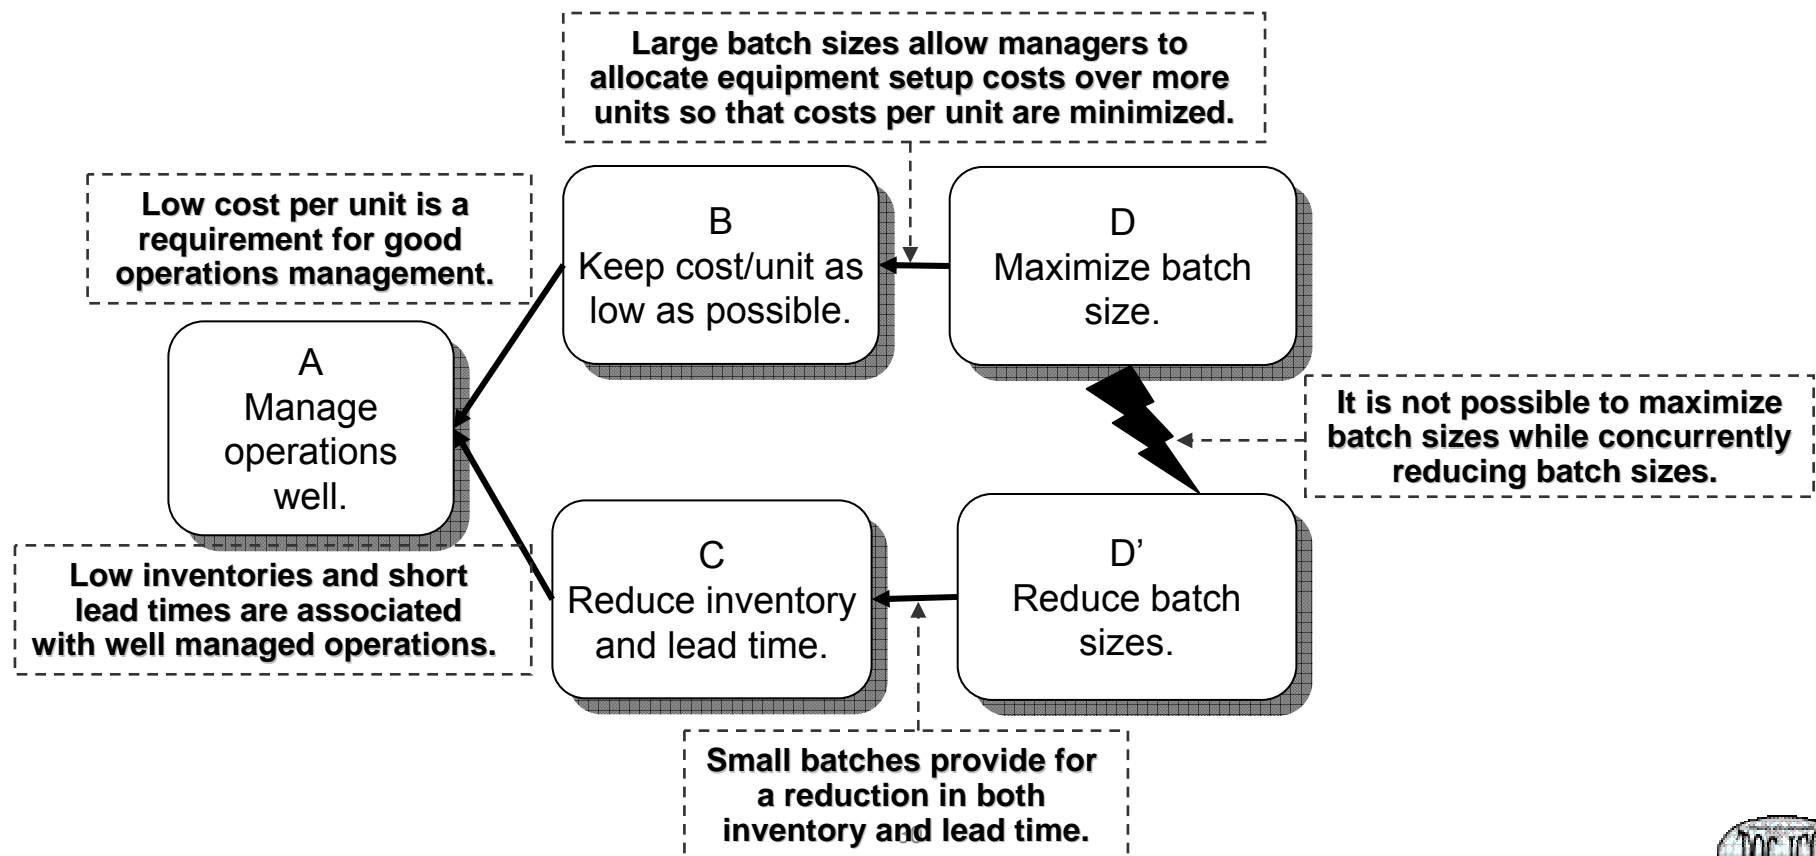 Large batch sizes allow managers to
allocate equipment setup costs over more
units so that costs per unit are minimized.
Low cost per unit is a
requirement for good
operations management.
B
Keep cost/unit as
low as possible.
D
Maximize batch
size.
A
Manage
operations
well.
It is not possible to maximize
batch sizes while concurrently
reducing batch sizes.
Low inventories and short
lead times are associated
with well managed operations.
C
Reduce inventory
and lead time.
D’
Reduce batch
sizes.
Small batches provide for
a reduction in both
inventory and lead time.